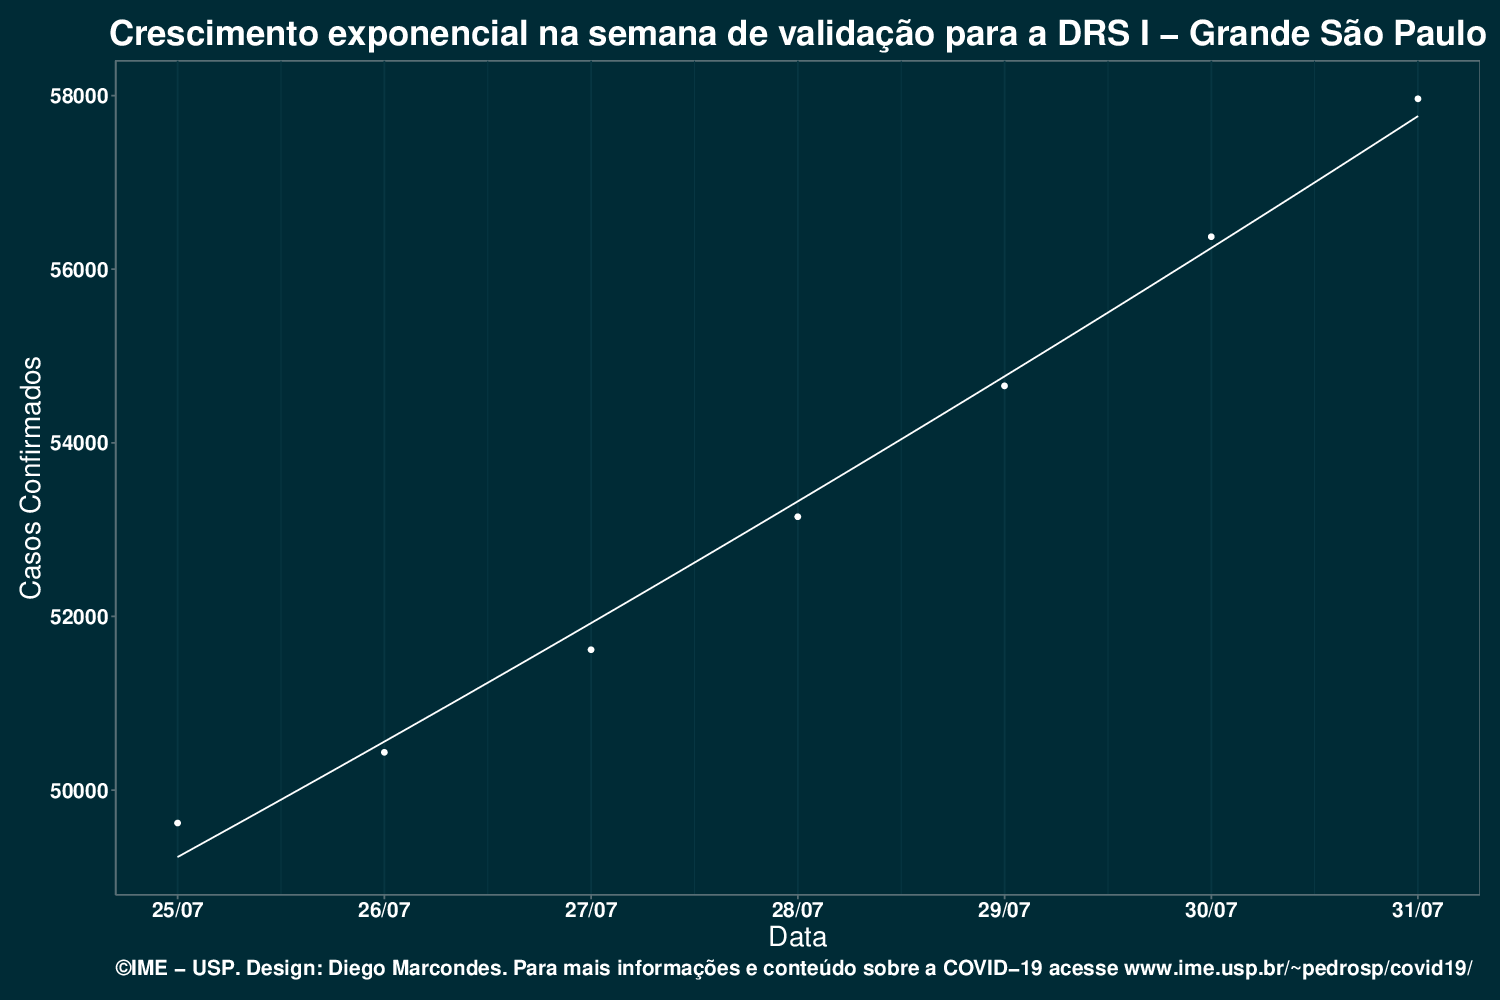 Crescimento exponencial na semana de validação para a DRS I – Grande São Paulo
58000
56000
54000
52000
50000
Casos Confirmados
25/07 26/07 27/07 28/07 29/07 30/07 31/07
Data
©IME – USP. Design: Diego Marcondes. Para mais informações e conteúdo sobre a COVID–19 acesse www.ime.usp.br/~pedrosp/covid19/